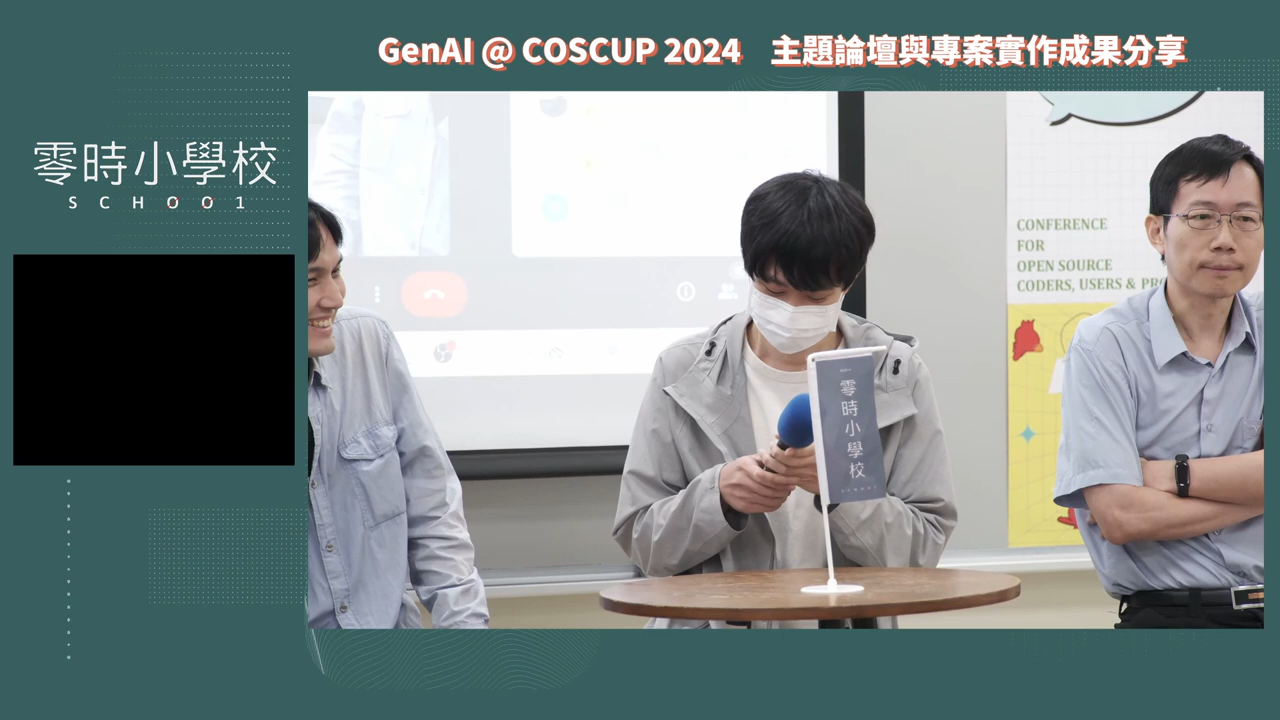 GenAI @ COSCUP 2024 主題論壇與專案實作成果分享
零時小學校
SCHOO1
CONFERENCE
FOR
OPEN SOURCE
CODERS, USERS & PRO
零時小學校